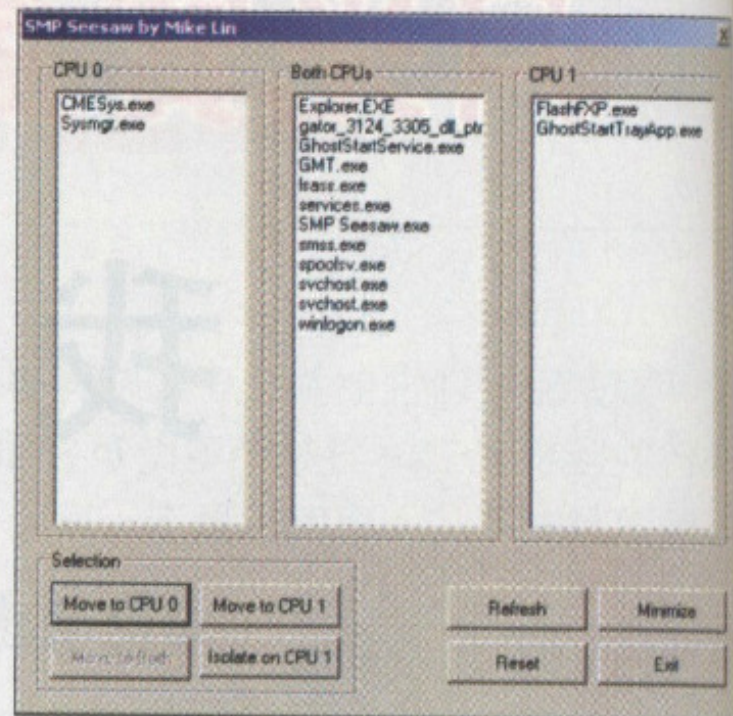 SMP Seesaw by Mike Lin
CPU 0
CMESys.exe
Sysmgr.exe
Both CPUs
Explorer.EXE
gator_3124_3305_dll_ptr
GhostStartService.exe
GMT.exe
lsass.exe
services.exe
SMP Seesaw.exe
smss.exe
spoolsv.exe
svchost.exe
svchost.exe
winlogon.exe
CPU 1
FlashFXP.exe
GhostStartTrayApp.exe
Selection
Move to CPU 0
Move to CPU 1
Move to Both
Isolate on CPU 1
Refresh
Minimize
Reset
Exit